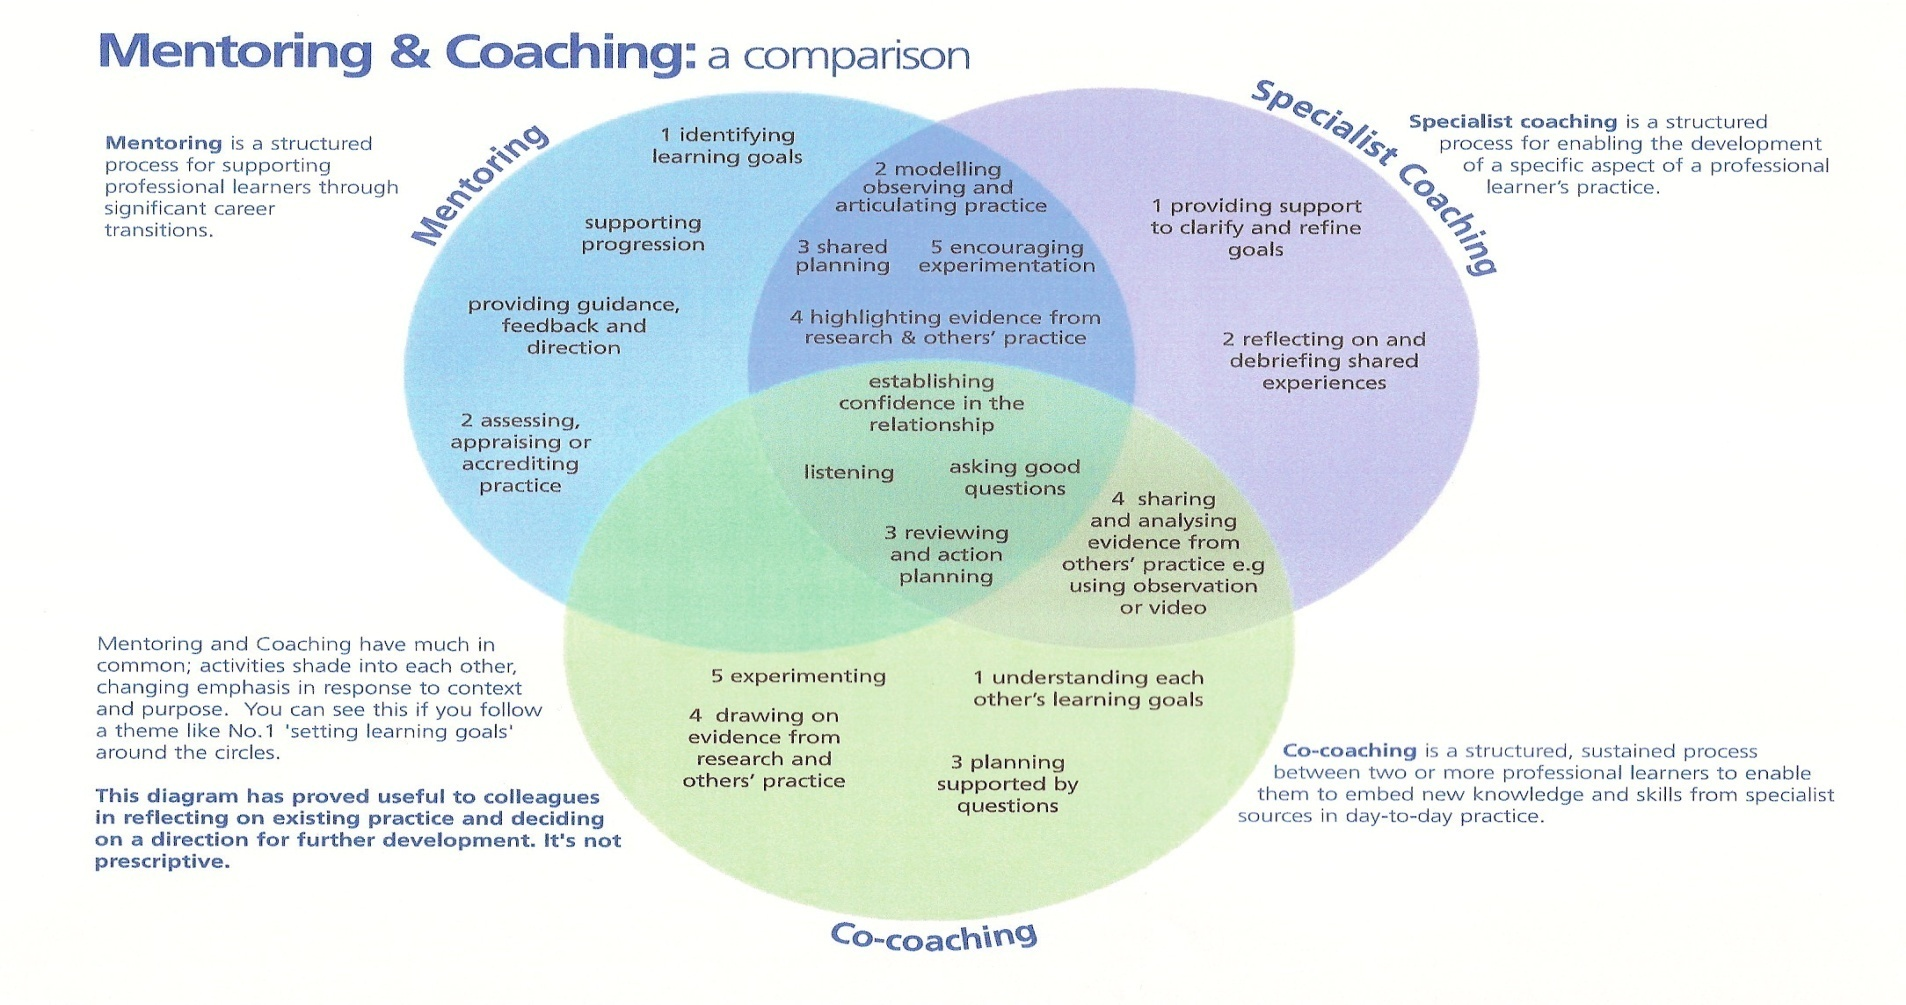 Mentoring & Coaching: a comparison
Mentoring is a structured
process for supporting
professional learners through
significant career
transitions.
Mentoring
Specialist Coaching
Specialist coaching is a structured
process for enabling the development
of a specific aspect of a professional
learner's practice.
1 identifying
learning goals
supporting
progression
providing guidance,
feedback and
direction
2 assessing,
appraising or
accrediting
practice
2 modelling
observing and
articulating practice
3 shared
planning
5 encouraging
experimentation
4 highlighting evidence from
research & others' practice
1 providing support
to clarify and refine
goals
2 reflecting on and
debriefing shared
experiences
establishing
confidence in the
relationship
listening
asking good
questions
3 reviewing
and action
planning
4 sharing
and analysing
evidence from
others' practice e.g
using observation
or video
5 experimenting
4 drawing on
evidence from
research and
others' practice
1 understanding each
other's learning goals
3 planning
supported by
questions
Mentoring and Coaching have much in
common; activities shade into each other,
changing emphasis in response to context
and purpose. You can see this if you follow
a theme like No.1 'setting learning goals'
around the circles.
This diagram has proved useful to colleagues
in reflecting on existing practice and deciding
on a direction for further development. It's not
prescriptive.
Co-coaching is a structured, sustained process
between two or more professional learners to enable
them to embed new knowledge and skills from specialist
sources in day-to-day practice.
Co-coaching